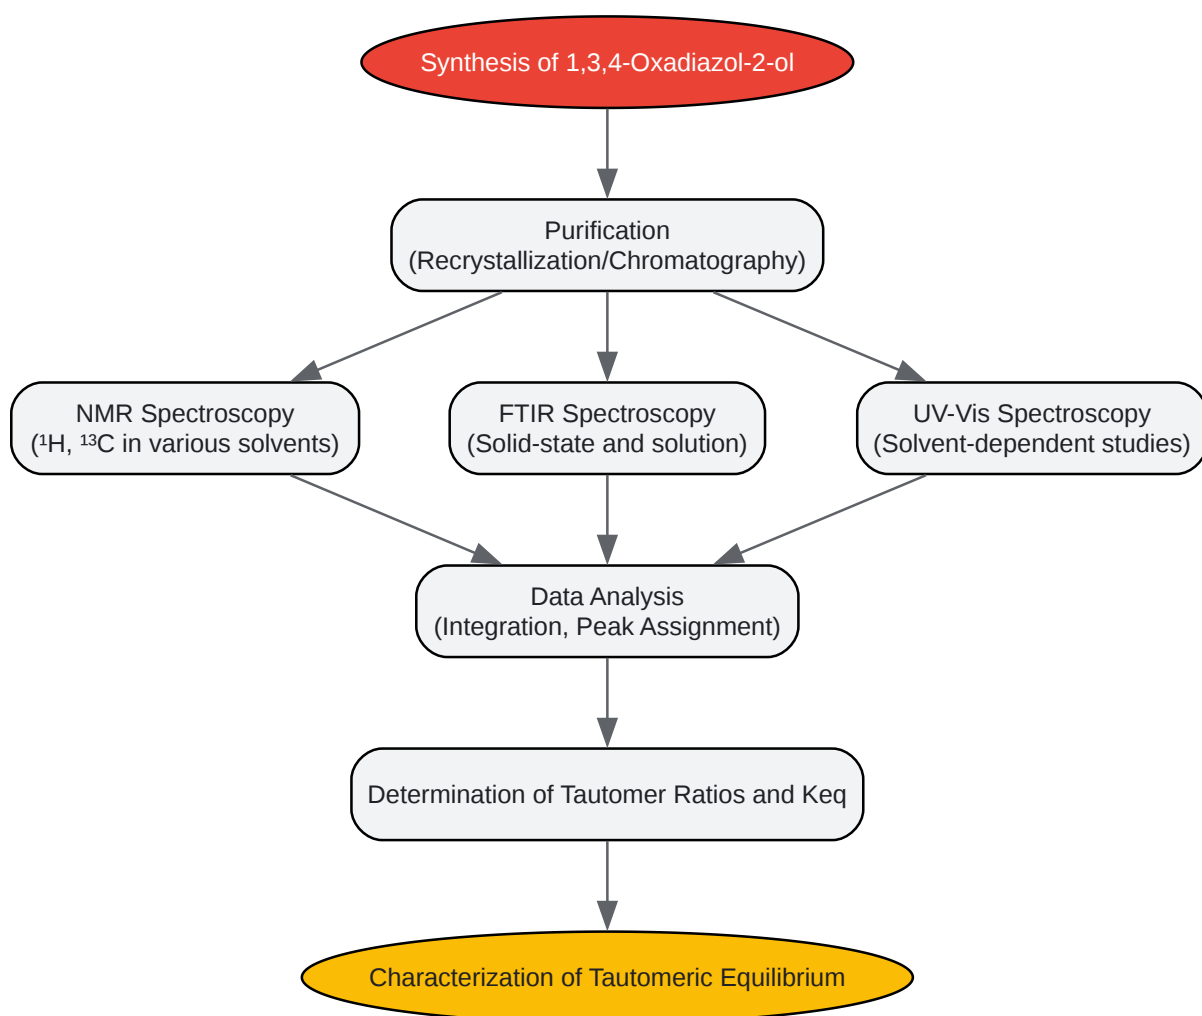 Synthesis of 1,3,4-Oxadiazol-2-ol
Purification
(Recrystallization/Chromatography)
NMR Spectroscopy
(¹H, ¹³C in various solvents)
FTIR Spectroscopy
(Solid-state and solution)
UV-Vis Spectroscopy
(Solvent-dependent studies)
Data Analysis
(Integration, Peak Assignment)
Determination of Tautomer Ratios and Keq
Characterization of Tautomeric Equilibrium